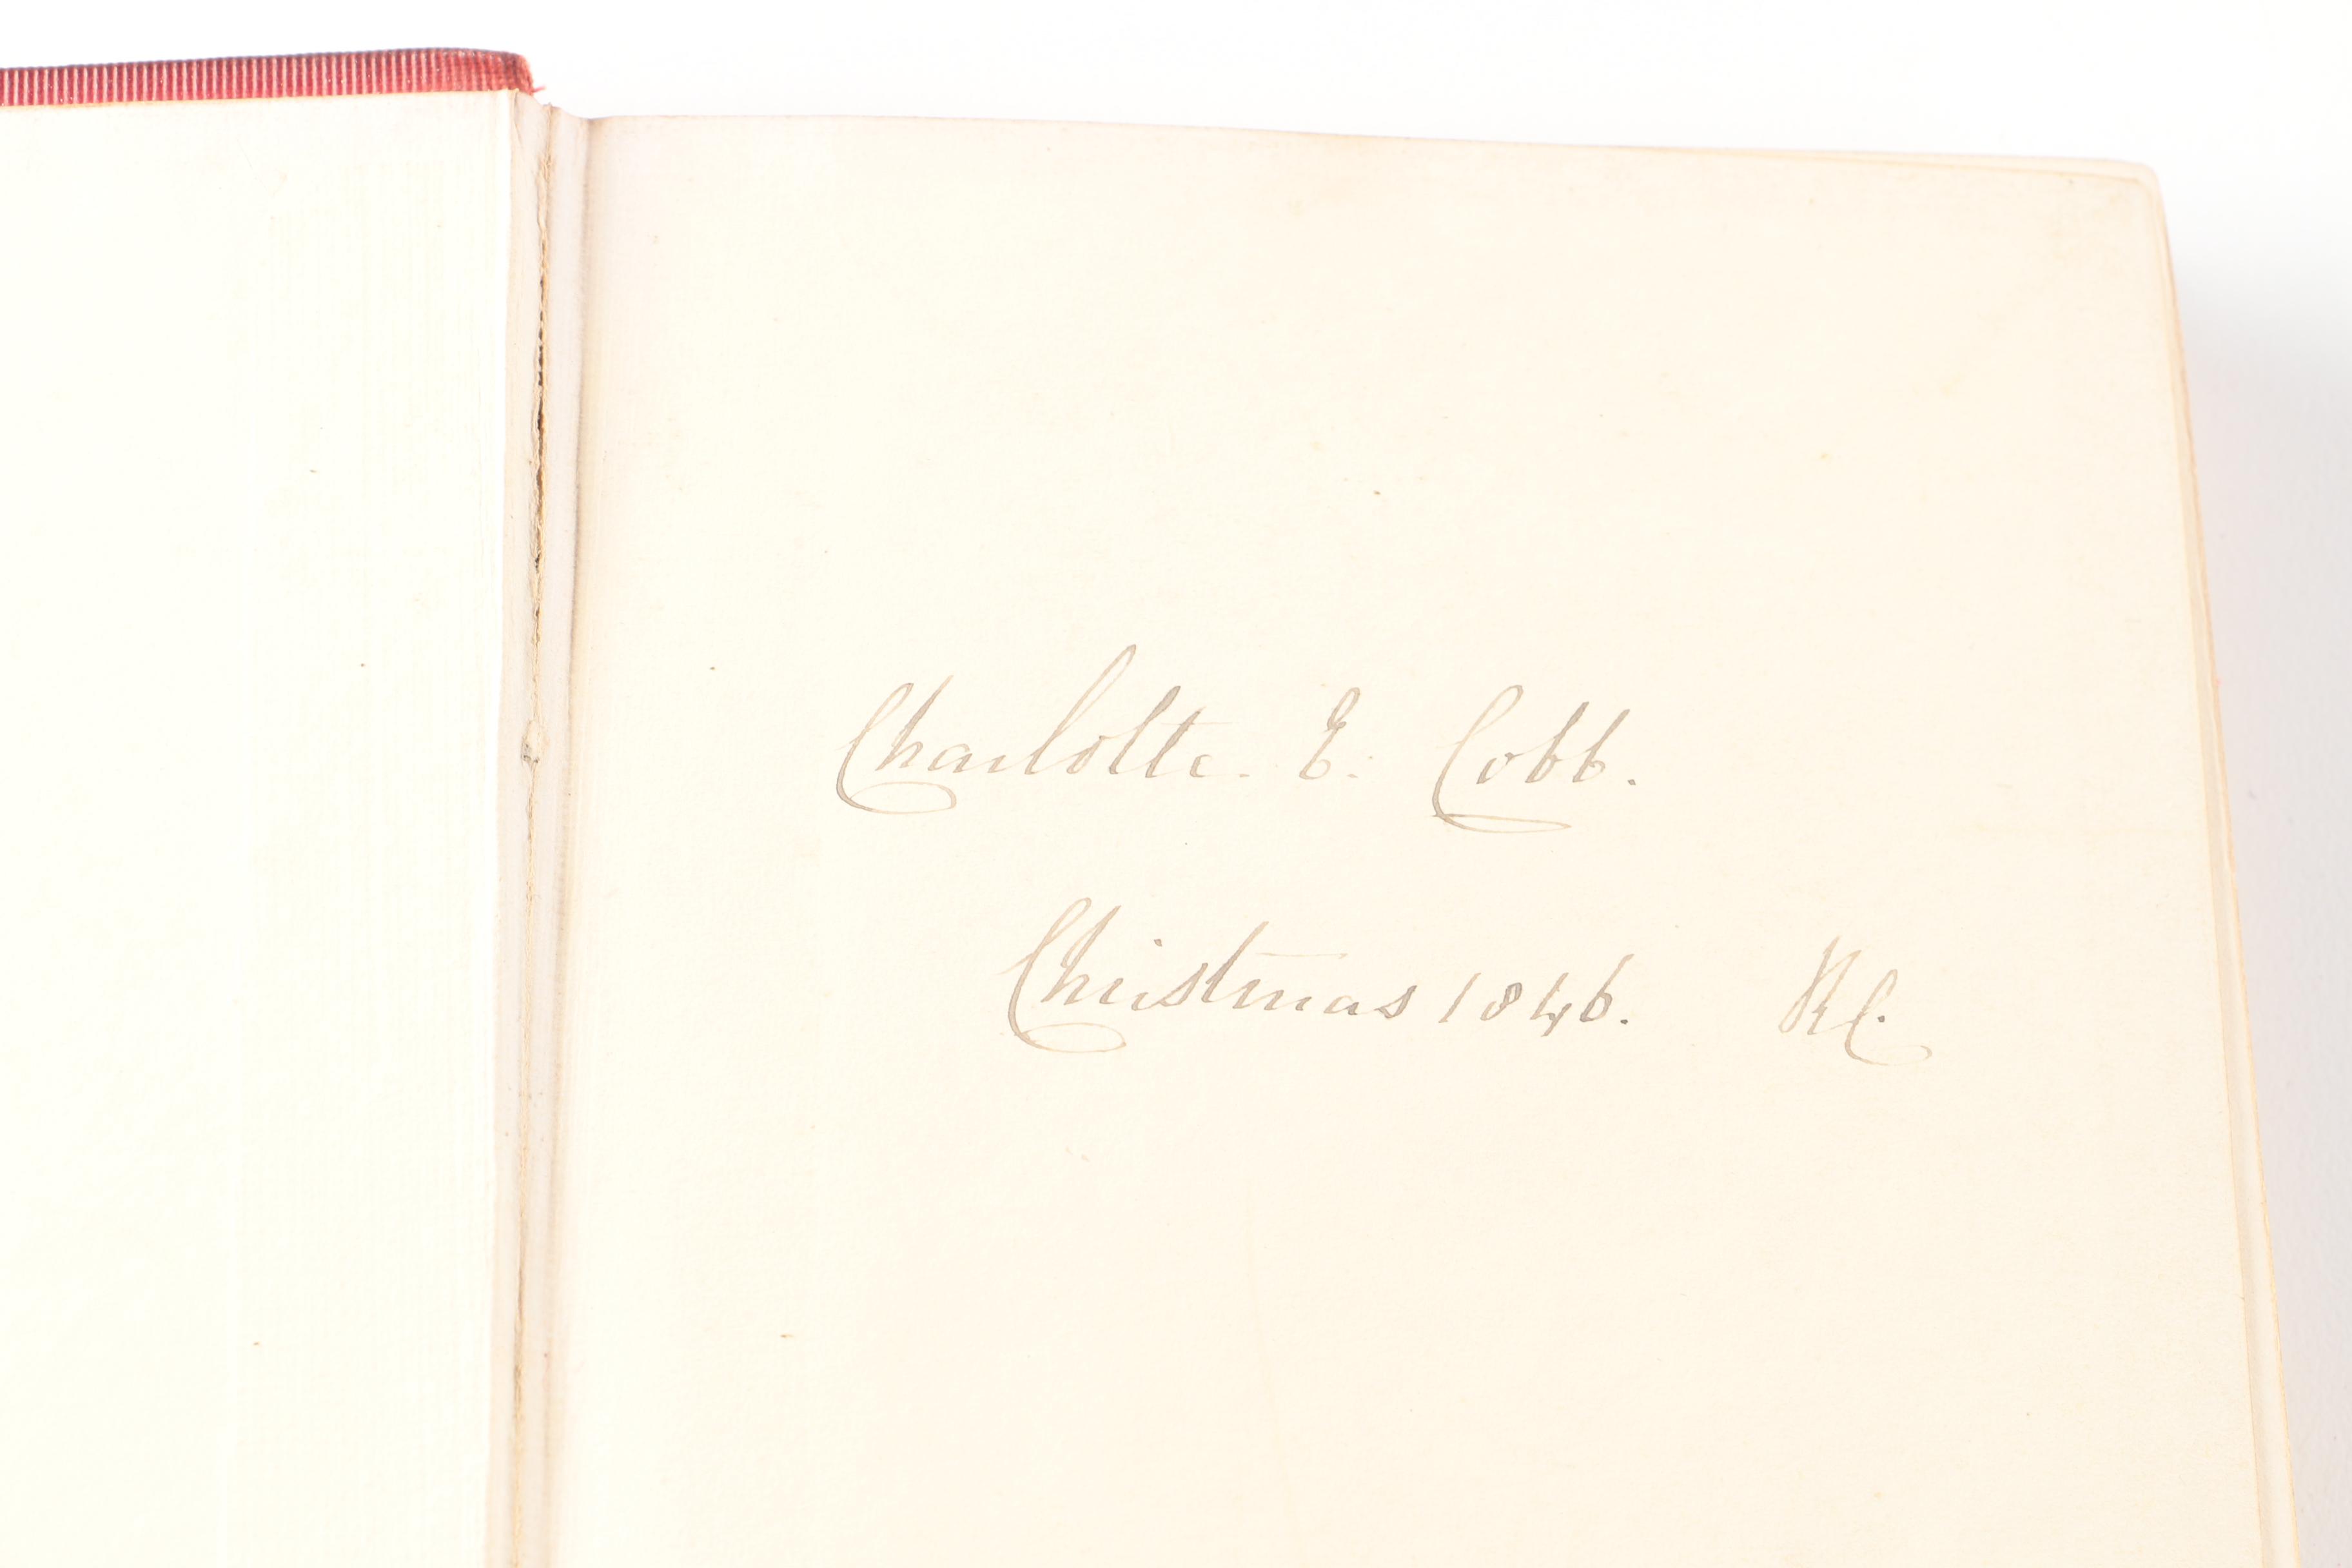 Charlotte. E. Cobb.
Christmas 1846. R C.